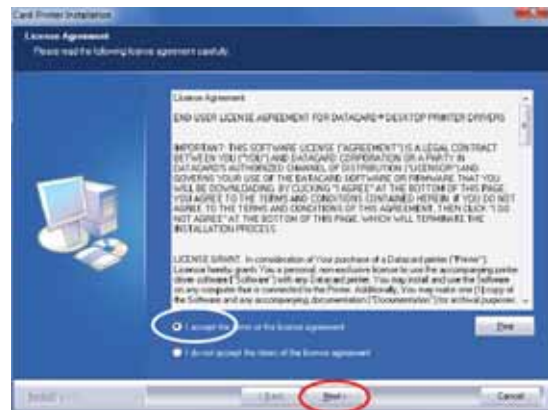 Card Printer Installation
License Agreement
Please read the following license agreement carefully.
License Agreement
END USER LICENSE AGREEMENT FOR DATACARD® DESKTOP PRINTER DRIVERS
IMPORTANT: THIS SOFTWARE LICENSE ("AGREEMENT") IS A LEGAL CONTRACT
BETWEEN YOU ("YOU") AND DATACARD CORPORATION OR A PARTY IN
DATACARD'S AUTHORIZED CHANNEL OF DISTRIBUTION ("LICENSOR") AND
GOVERNS YOUR USE OF THE DATACARD SOFTWARE OR FIRMWARE THAT YOU
WILL BE DOWNLOADING. BY CLICKING "I AGREE" AT THE BOTTOM OF THIS PAGE,
YOU AGREE TO THE TERMS AND CONDITIONS CONTAINED HEREIN. IF YOU DO NOT
AGREE TO THE TERMS AND CONDITIONS OF THIS AGREEMENT, THEN CLICK "I DO
NOT AGREE" AT THE BOTTOM OF THIS PAGE, WHICH WILL TERMINATE THE
INSTALLATION PROCESS.
LICENSE GRANT. In consideration of Your purchase of a Datacard printer ("Printer"),
Licensor hereby grants You a personal, non-exclusive license to use the accompanying printer
driver software ("Software") with any Datacard printer. You may install and use the Software
on any computer that is connected to the Printer. Additionally, You may make one (1) copy of
the Software and any accompanying documentation ("Documentation") for archival purposes
I accept the terms of the license agreement
Print
I do not accept the terms of the license agreement
< Back
Next >
Cancel